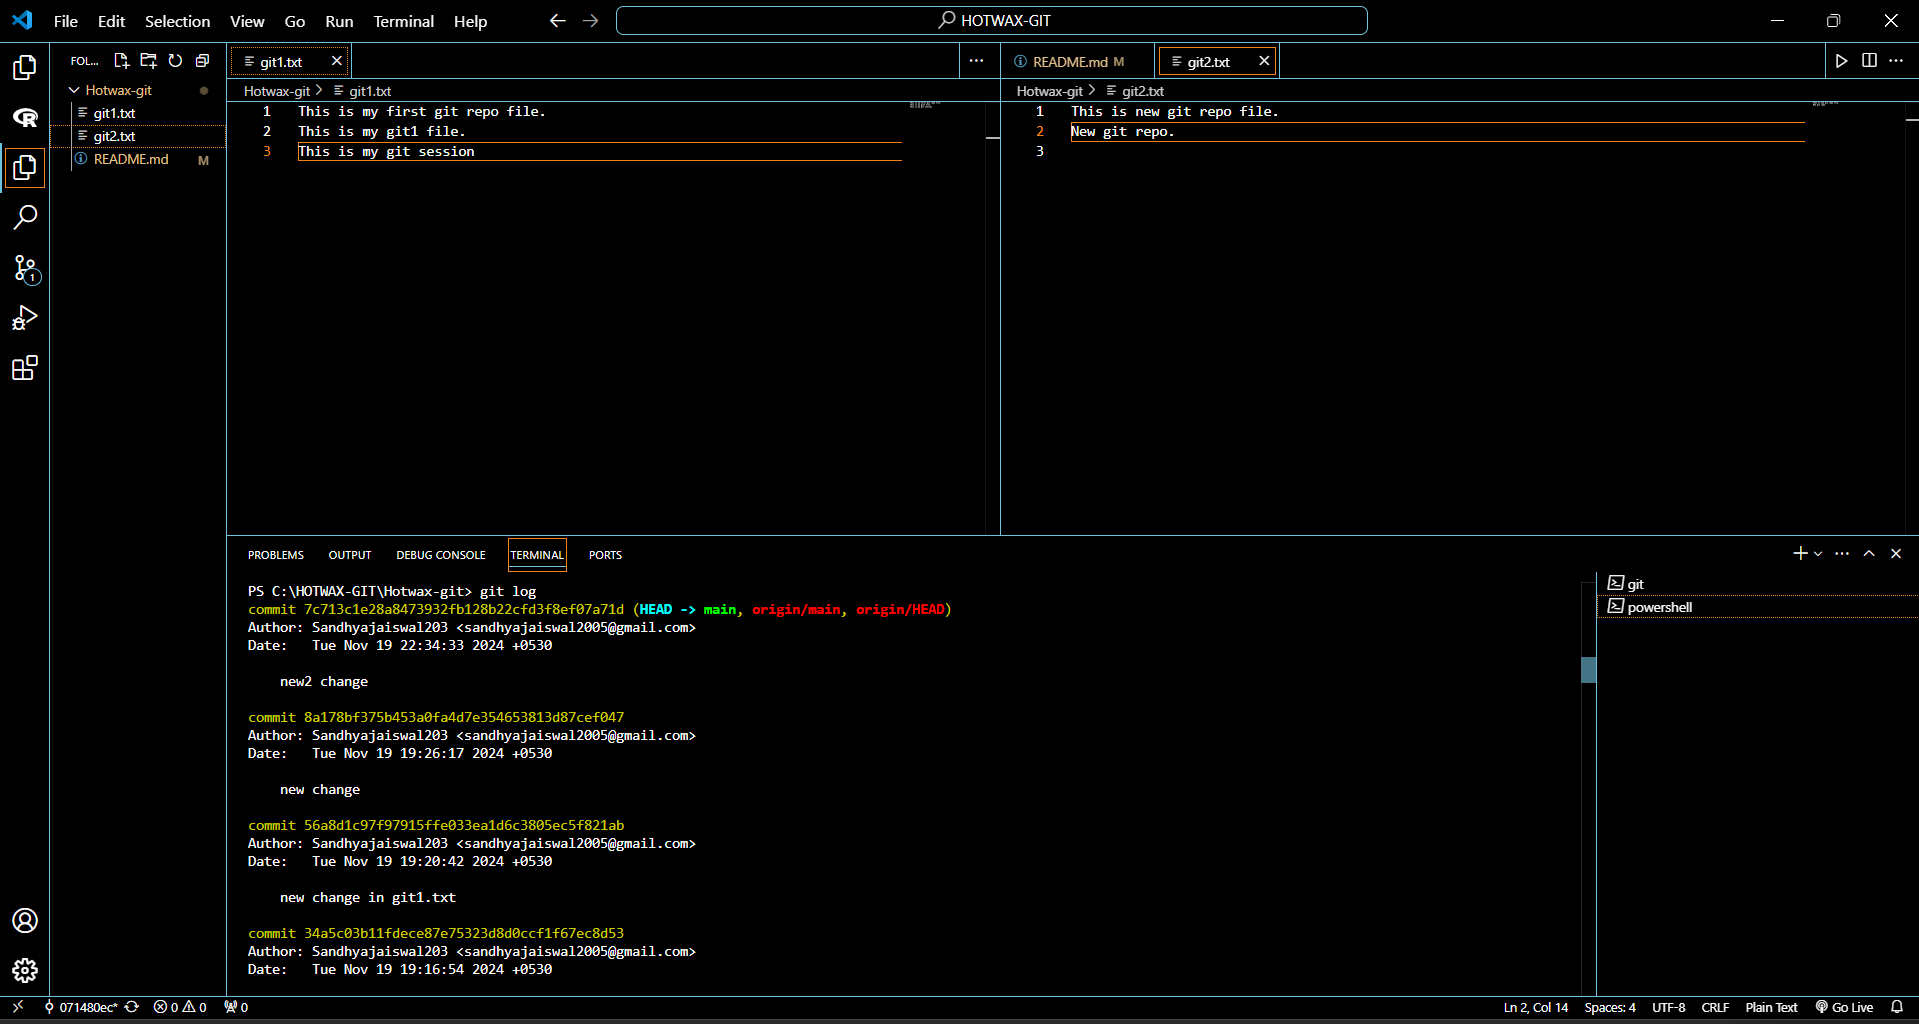 File Edit Selection View Go Run Terminal Help
HOTWAX-GIT
FOL...
Hotwax-git
git1.txt
git2.txt
README.md M
git1.txt
Hotwax-git > git1.txt
1 This is my first git repo file.
2 This is my git1 file.
3 This is my git session
README.md M
git2.txt
Hotwax-git > git2.txt
1 This is new git repo file.
2 New git repo.
3
1
PROBLEMS OUTPUT DEBUG CONSOLE TERMINAL PORTS
PS C:\HOTWAX-GIT\Hotwax-git> git log
commit 7c713c1e28a8473932fb128b22cfd3f8ef07a71d (HEAD -> main, origin/main, origin/HEAD)
Author: Sandhyajaiswal203 <sandhyajaiswal2005@gmail.com>
Date:   Tue Nov 19 22:34:33 2024 +0530
new2 change
commit 8a178bf375b453a0fa4d7e354653813d87cef047
Author: Sandhyajaiswal203 <sandhyajaiswal2005@gmail.com>
Date:   Tue Nov 19 19:26:17 2024 +0530
new change
commit 56a8d1c97f97915ffe033ea1d6c3805ec5f821ab
Author: Sandhyajaiswal203 <sandhyajaiswal2005@gmail.com>
Date:   Tue Nov 19 19:20:42 2024 +0530
new change in git1.txt
commit 34a5c03b11fdece87e75323d8d0ccf1f67ec8d53
Author: Sandhyajaiswal203 <sandhyajaiswal2005@gmail.com>
Date:   Tue Nov 19 19:16:54 2024 +0530
git
powershell
071480ec* 0 0 0
Ln 2, Col 14 Spaces: 4 UTF-8 CRLF Plain Text Go Live